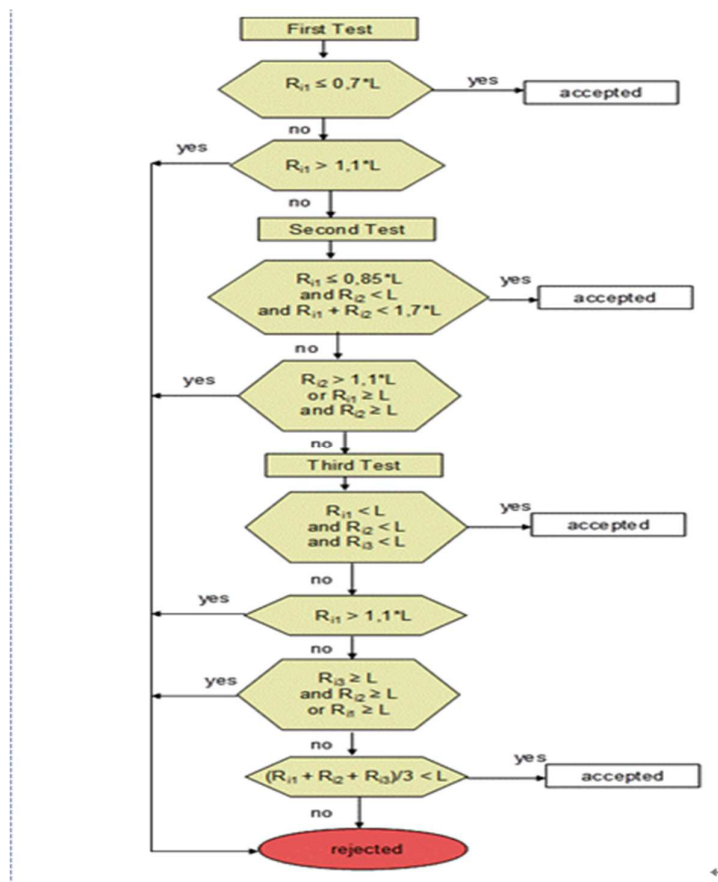 First Test
Ri1 ≤ 0,7*L
yes
accepted
no
yes
Ri1 > 1,1*L
no
Second Test
Ri1 ≤ 0,85*L
and Ri2 < L
and Ri1 + Ri2 < 1,7*L
yes
accepted
no
yes
Ri2 > 1,1*L
or Ri1 ≥ L
and Ri2 ≥ L
no
Third Test
Ri1 < L
and Ri2 < L
and Ri3 < L
yes
accepted
no
yes
Ri1 > 1,1*L
no
yes
Ri3 ≥ L
and Ri2 ≥ L
or Ri1 ≥ L
no
(Ri1 + Ri2 + Ri3)/3 < L
yes
accepted
no
rejected